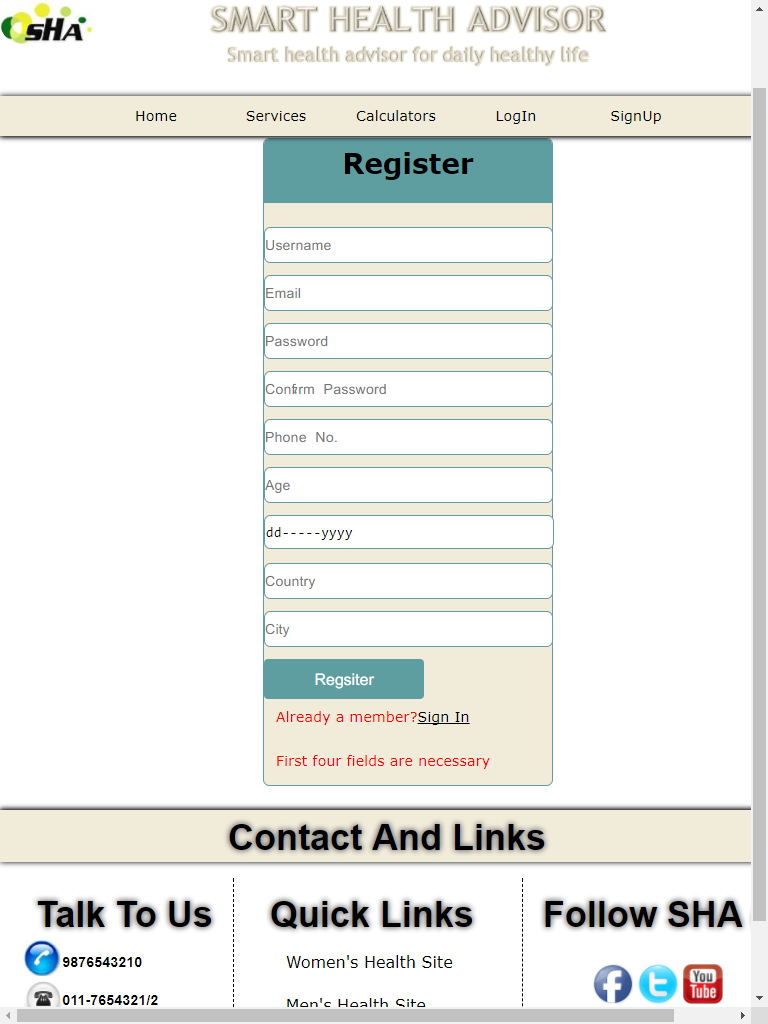 SHA
SMART HEALTH ADVISOR
Smart health advisor for daily healthy life
Home Services Calculators LogIn SignUp
Register
Username
Email
Password
Confirm Password
Phone No.
Age
dd-----yyyy
Country
City
Regsiter
Already a member?Sign In
First four fields are necessary
Contact And Links
Talk To Us
9876543210
011-7654321/2
Quick Links
Women's Health Site
Men's Health Site
Follow SHA
You
Tube